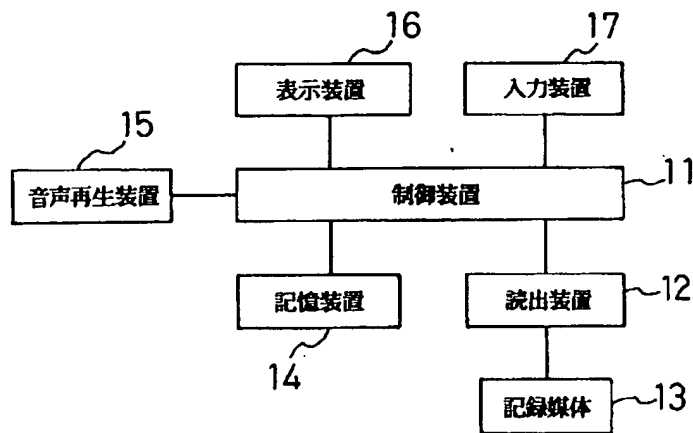 16
17
表示装置
入力装置
15
11
音声再生装置
制御装置
記憶装置
読出装置
12
14
記録媒体
13